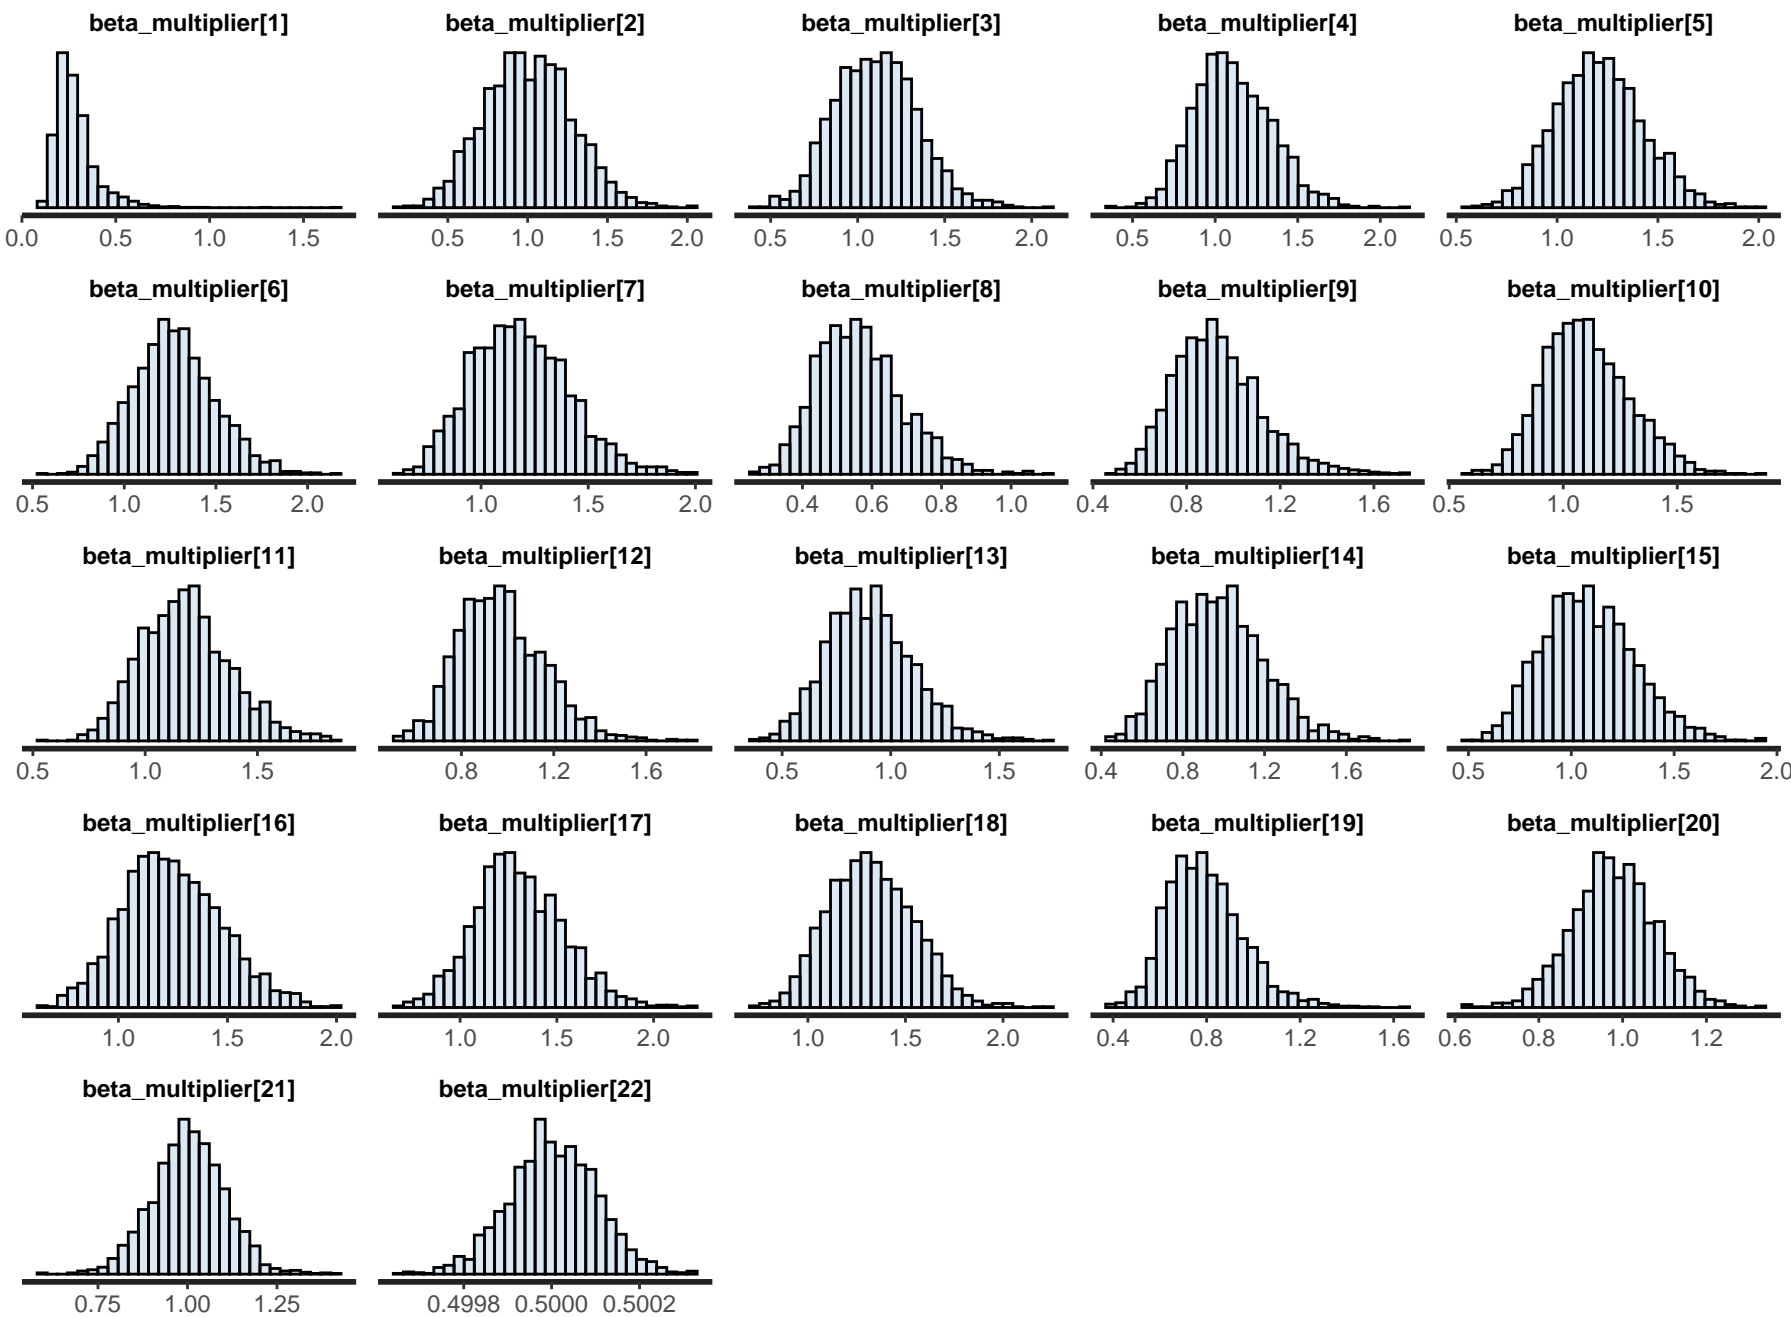 beta_multiplier[1] beta_multiplier[2] beta_multiplier[3] beta_multiplier[4] beta_multiplier[5]
0.0 0.5 1.0 1.5 0.5 1.0 1.5 2.0 0.5 1.0 1.5 2.0 0.5 1.0 1.5 2.0 0.5 1.0 1.5 2.0
beta_multiplier[6] beta_multiplier[7] beta_multiplier[8] beta_multiplier[9] beta_multiplier[10]
0.5 1.0 1.5 2.0 1.0 1.5 2.0 0.4 0.6 0.8 1.0 0.4 0.8 1.2 1.6 0.5 1.0 1.5
beta_multiplier[11] beta_multiplier[12] beta_multiplier[13] beta_multiplier[14] beta_multiplier[15]
0.5 1.0 1.5 0.8 1.2 1.6 0.5 1.0 1.5 0.4 0.8 1.2 1.6 0.5 1.0 1.5 2.0
beta_multiplier[16] beta_multiplier[17] beta_multiplier[18] beta_multiplier[19] beta_multiplier[20]
1.0 1.5 2.0 1.0 1.5 2.0 1.0 1.5 2.0 0.4 0.8 1.2 1.6 0.6 0.8 1.0 1.2
beta_multiplier[21] beta_multiplier[22]
0.75 1.00 1.25 0.4998 0.5000 0.5002